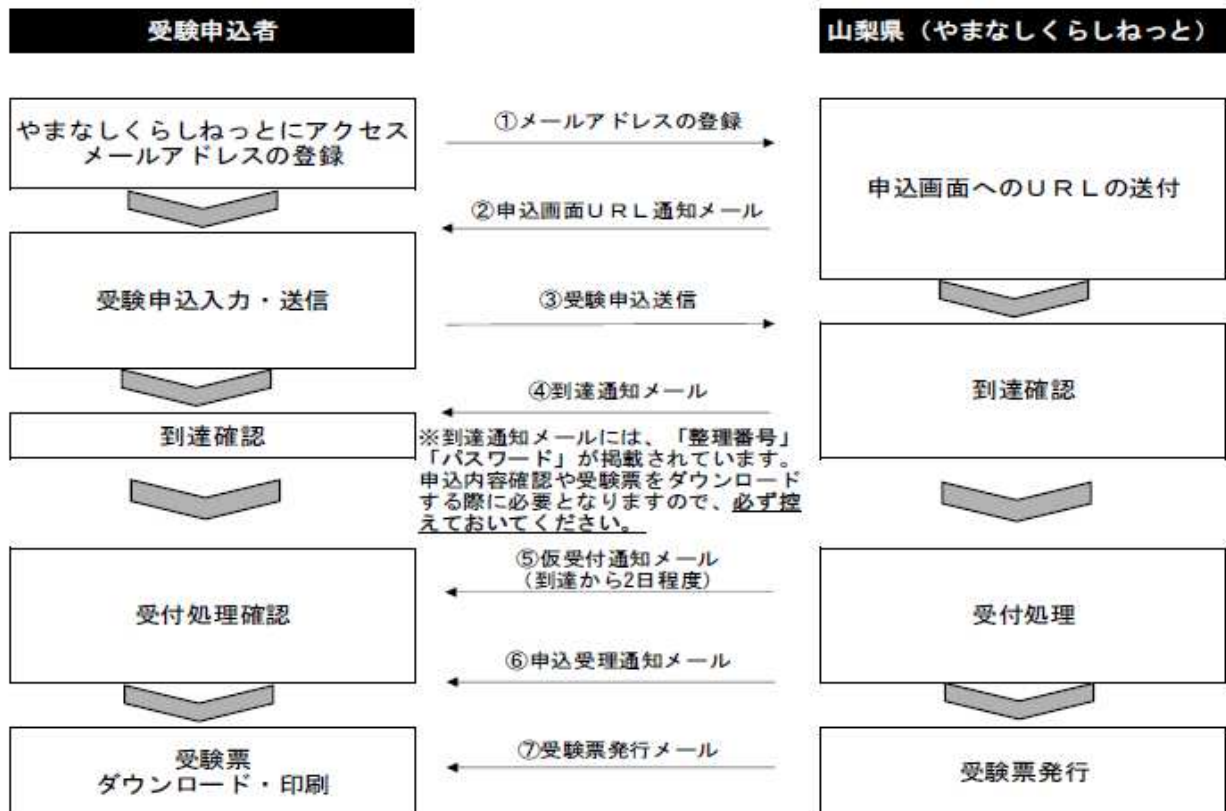 受験申込者
山梨県（やまなしくらしねっと）
やまなしくらしねっとにアクセス
メールアドレスの登録
①メールアドレスの登録
申込画面へのＵＲＬの送付
②申込画面ＵＲＬ通知メール
受験申込入力・送信
③受験申込送信
到達確認
④到達通知メール
到達確認
※到達通知メールには、「整理番号」
「パスワード」が掲載されています。
申込内容確認や受験票をダウンロード
する際に必要となりますので、必ず控
えておいてください。
⑤仮受付通知メール
（到達から2日程度）
受付処理確認
受付処理
⑥申込受理通知メール
受験票
ダウンロード・印刷
⑦受験票発行メール
受験票発行